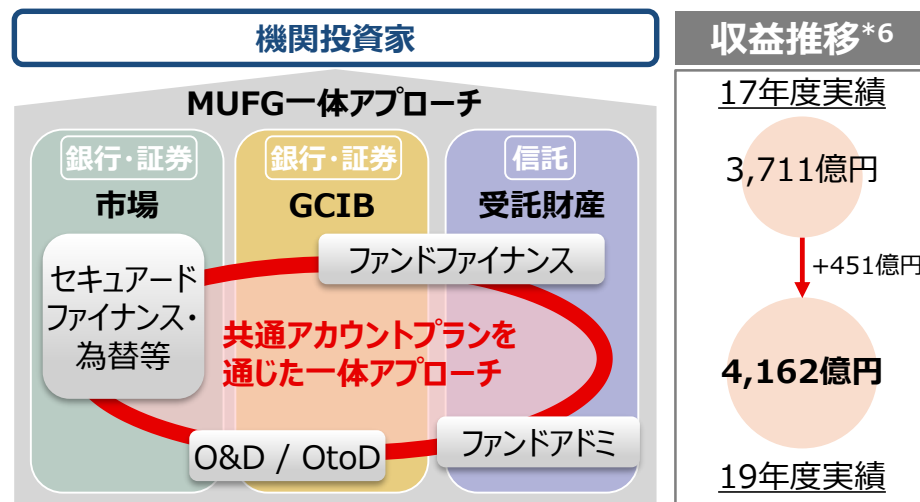 機関投資家
MUFG一体アプローチ
銀行・証券
市場
銀行・証券
GCIB
信託
受託財産
セキュアード
ファイナンス・
為替等
ファンドファイナンス
共通アカウントプランを
通じた一体アプローチ
O&D / OtoD
ファンドアドミ
収益推移*6
17年度実績
3,711億円
+451億円
4,162億円
19年度実績